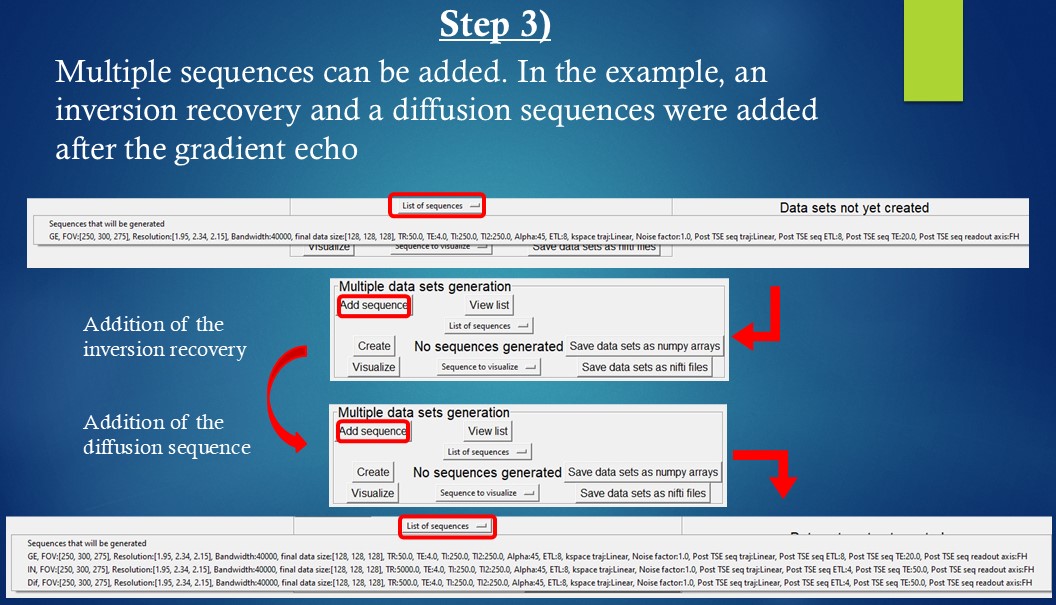 Step 3)
Multiple sequences can be added. In the example, an
inversion recovery and a diffusion sequences were added
after the gradient echo
List of sequences
Data sets not yet created
Sequences that will be generated
GE, FOV:[250, 300, 275], Resolution:[1.95, 2.34, 2.15], Bandwidth:40000, final data size:[128, 128, 128], TR:50.0, TE:4.0, TI:250.0, TI2:250.0, Alpha:45, ETL:8, kspace traj:Linear, Noise factor:1.0, Post TSE seq traj:Linear, Post TSE seq ETL:8, Post TSE seq TE:20.0, Post TSE seq readout axis:FH
Visualize Sequence to visualize Save data sets as nifti files
Multiple data sets generation
Add sequence View list
List of sequences
Create No sequences generated Save data sets as numpy arrays
Visualize Sequence to visualize Save data sets as nifti files
Addition of the
inversion recovery
Addition of the
diffusion sequence
Multiple data sets generation
Add sequence View list
List of sequences
Create No sequences generated Save data sets as numpy arrays
Visualize Sequence to visualize Save data sets as nifti files
List of sequences
Sequences that will be generated
GE, FOV:[250, 300, 275], Resolution:[1.95, 2.34, 2.15], Bandwidth:40000, final data size:[128, 128, 128], TR:50.0, TE:4.0, TI:250.0, TI2:250.0, Alpha:45, ETL:8, kspace traj:Linear, Noise factor:1.0, Post TSE seq traj:Linear, Post TSE seq ETL:8, Post TSE seq TE:20.0, Post TSE seq readout axis:FH
IN, FOV:[250, 300, 275], Resolution:[1.95, 2.34, 2.15], Bandwidth:40000, final data size:[128, 128, 128], TR:5000.0, TE:4.0, TI:250.0, TI2:250.0, Alpha:45, ETL:8, kspace traj:Linear, Noise factor:1.0, Post TSE seq traj:Linear, Post TSE seq ETL:4, Post TSE seq TE:50.0, Post TSE seq readout axis:FH
Dif, FOV:[250, 300, 275], Resolution:[1.95, 2.34, 2.15], Bandwidth:40000, final data size:[128, 128, 128], TR:500.0, TE:4.0, TI:250.0, TI2:250.0, Alpha:45, ETL:8, kspace traj:Linear, Noise factor:1.0, Post TSE seq traj:Linear, Post TSE seq ETL:4, Post TSE seq TE:50.0, Post TSE seq readout axis:FH